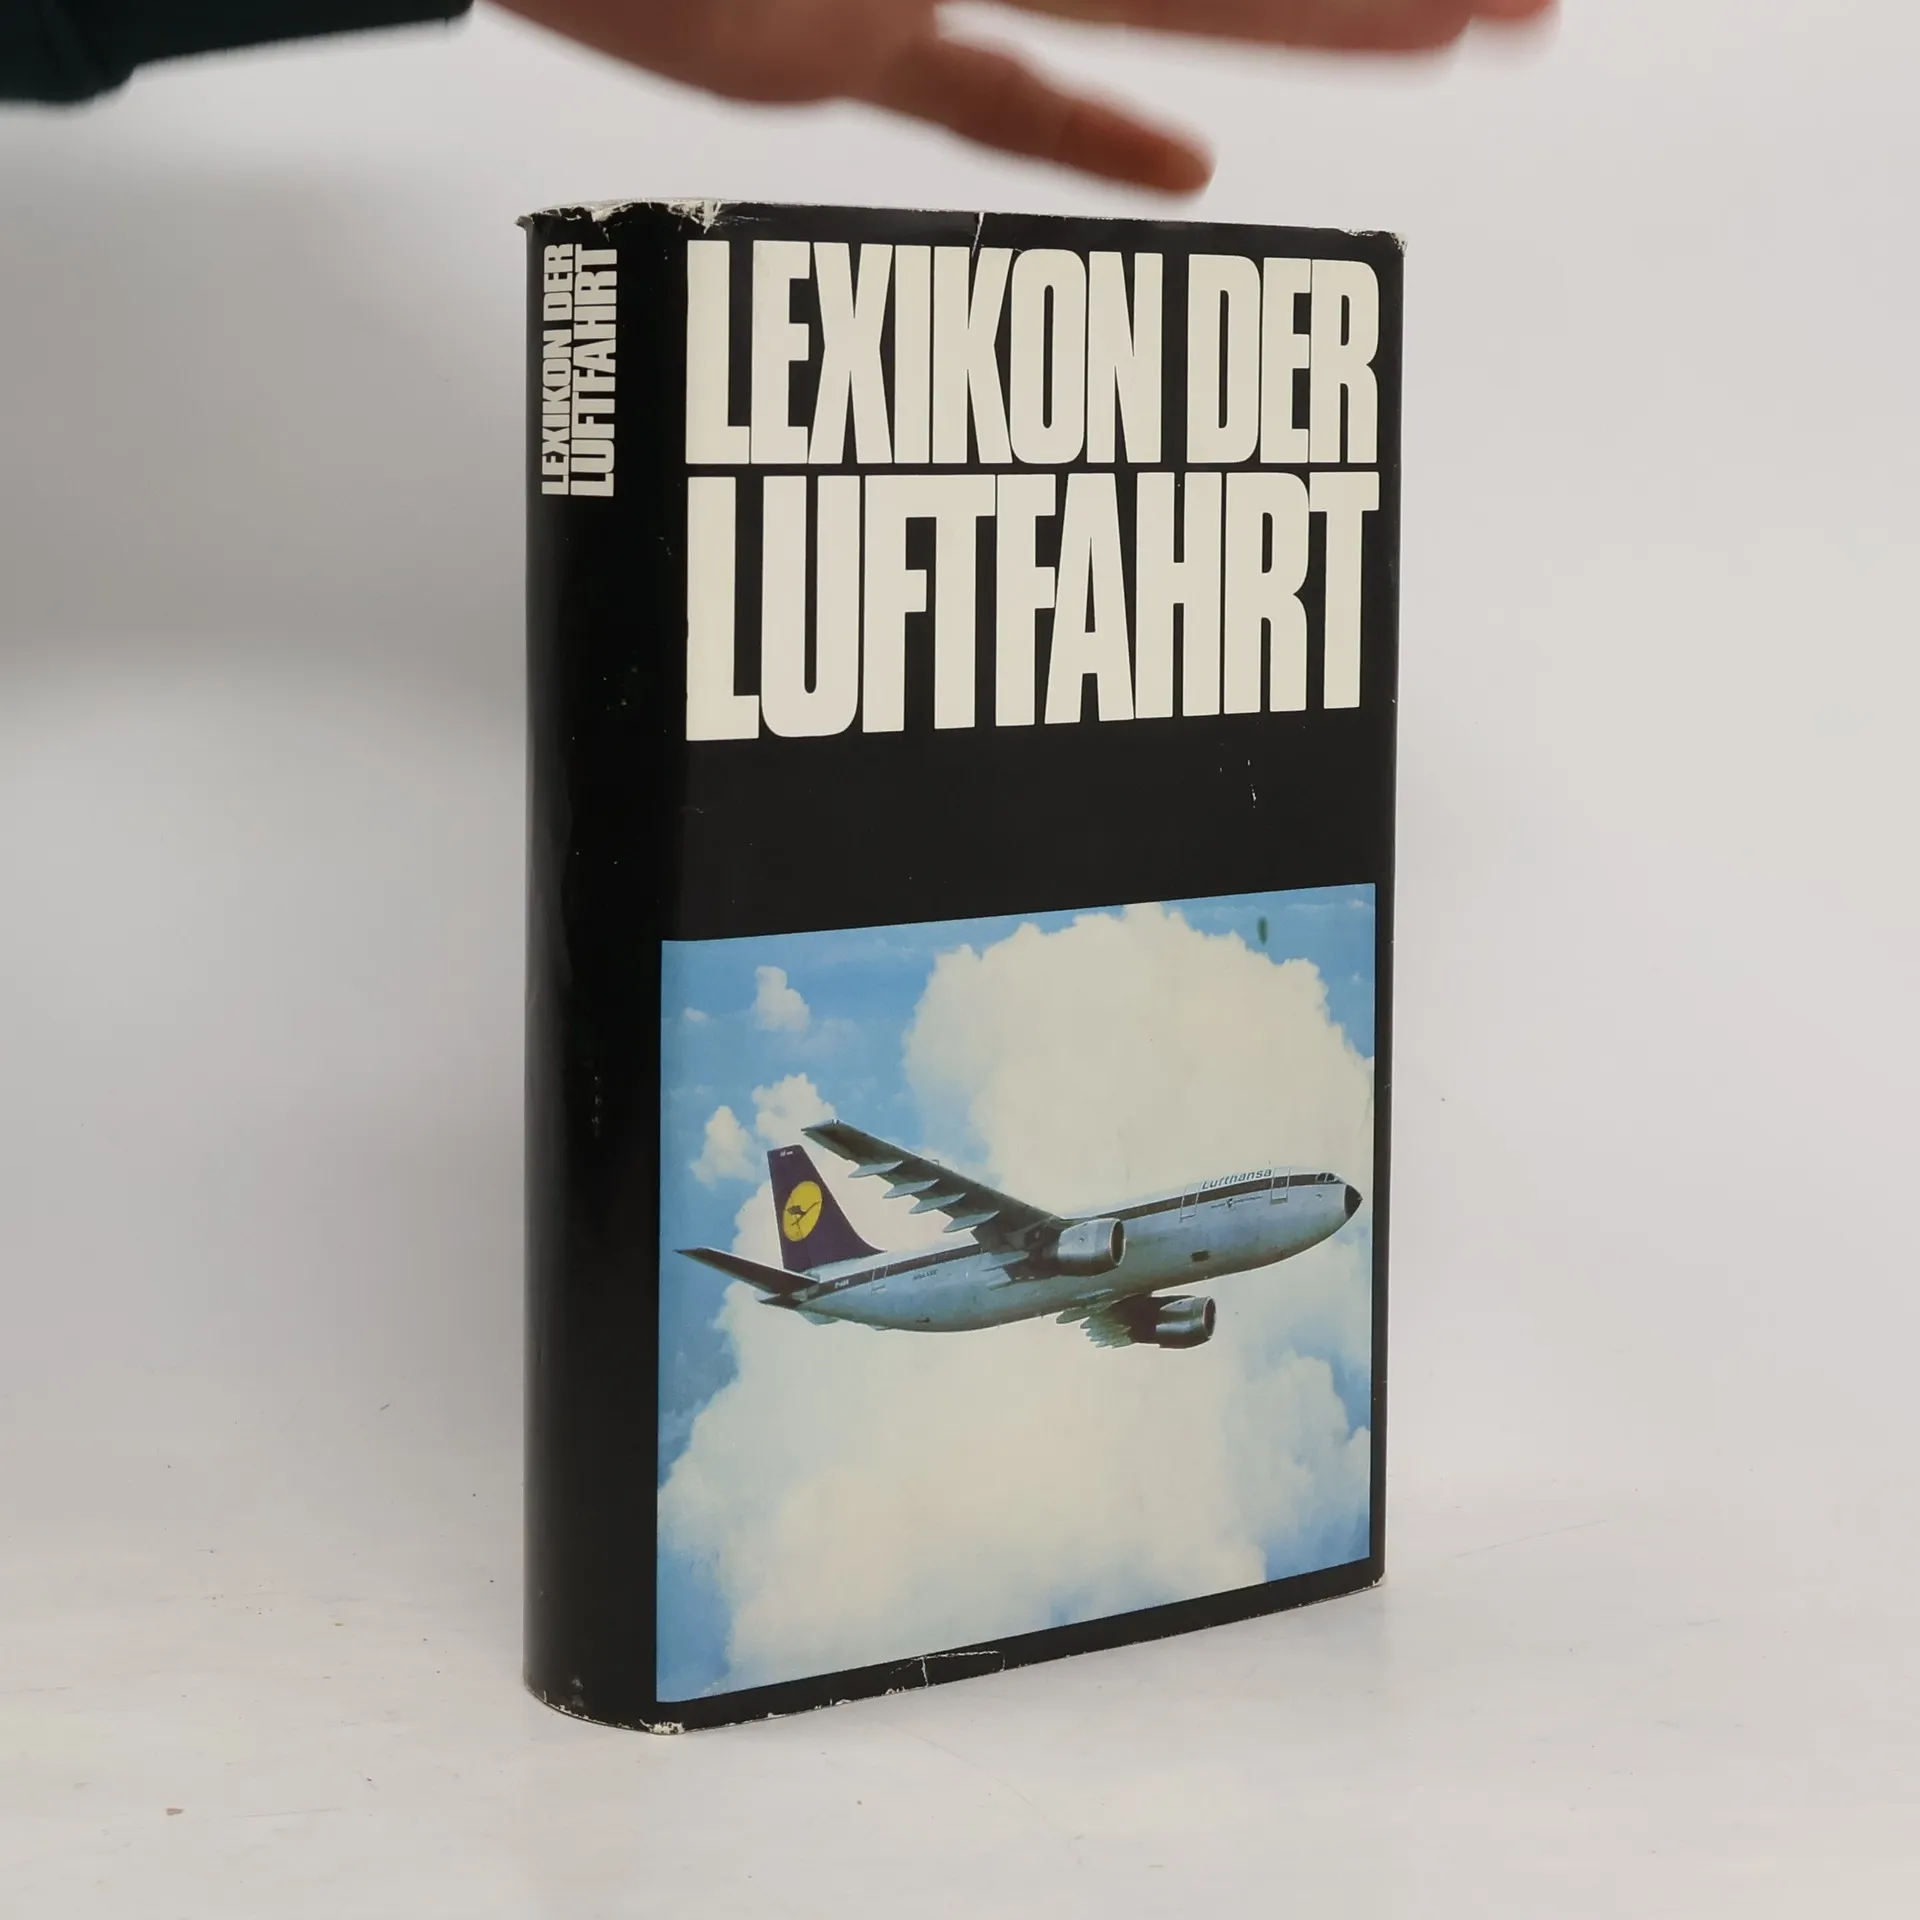 LEXIKON DER
LUFTFAHRT
LEXIKON DER
LUFTFAHRT
Lufthansa